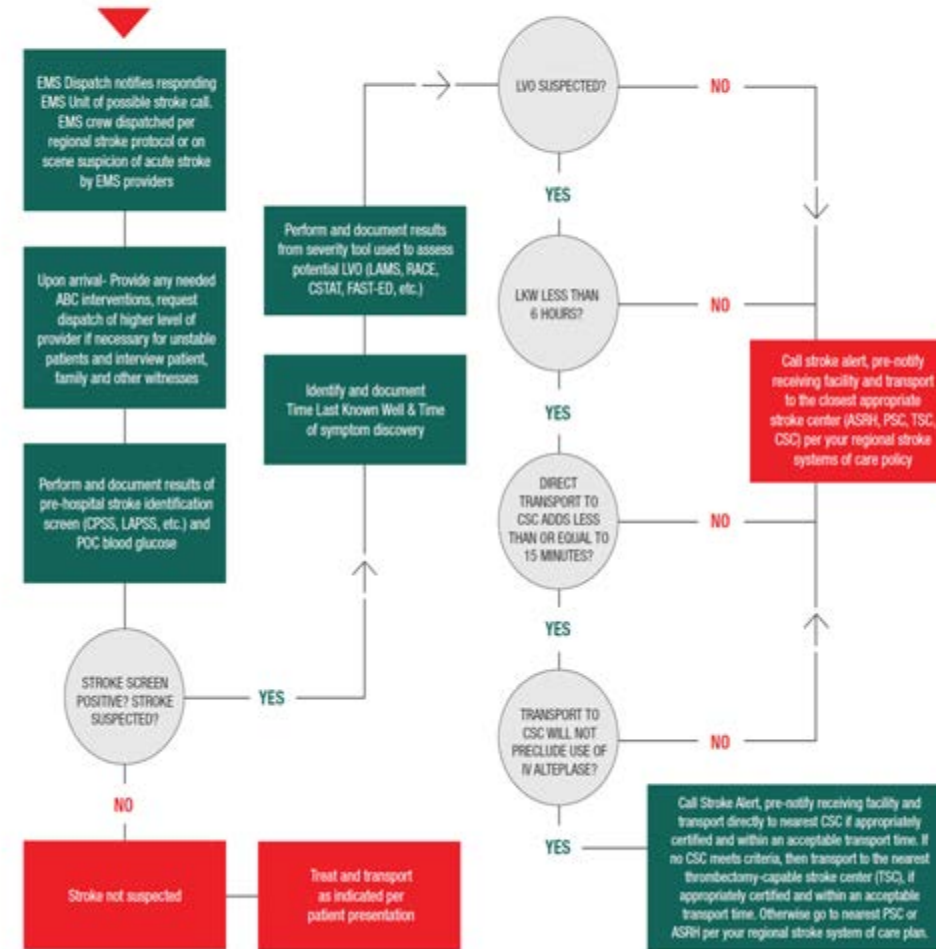 EMS Dispatch notifies responding
EMS Unit of possible stroke call.
EMS crew dispatched per
regional stroke protocol or on
scene suspicion of acute stroke
by EMS providers
Upon arrival- Provide any needed
ABC interventions, request
dispatch of higher level of
provider if necessary for unstable
patients and interview patient,
family and other witnesses
Perform and document results of
pre-hospital stroke identification
screen (CPSS, LAPSS, etc.) and
POC blood glucose
STROKE SCREEN
POSITIVE? STROKE
SUSPECTED?
YES
NO
Stroke not suspected
Treat and transport
as indicated per
patient presentation
Identify and document
Time Last Known Well & Time
of symptom discovery
Perform and document results
from severity tool used to assess
potential LVO (LAMS, RACE,
CSTAT, FAST-ED, etc.)
LVO SUSPECTED?
NO
YES
LKW LESS THAN
6 HOURS?
NO
YES
DIRECT
TRANSPORT TO
CSC ADDS LESS
THAN OR EQUAL TO
15 MINUTES?
NO
YES
TRANSPORT TO
CSC WILL NOT
PRECLUDE USE OF
IV ALTEPLASE?
NO
YES
Call stroke alert, pre-notify
receiving facility and transport
to the closest appropriate
stroke center (ASRH, PSC, TSC,
CSC) per your regional stroke
systems of care policy
Call Stroke Alert, pre-notify receiving facility and
transport directly to nearest CSC if appropriately
certified and within an acceptable transport time. If
no CSC meets criteria, then transport to the nearest
thrombectomy-capable stroke center (TSC), if
appropriately certified and within an acceptable
transport time. Otherwise go to nearest PSC or
ASRH per your regional stroke system of care plan.